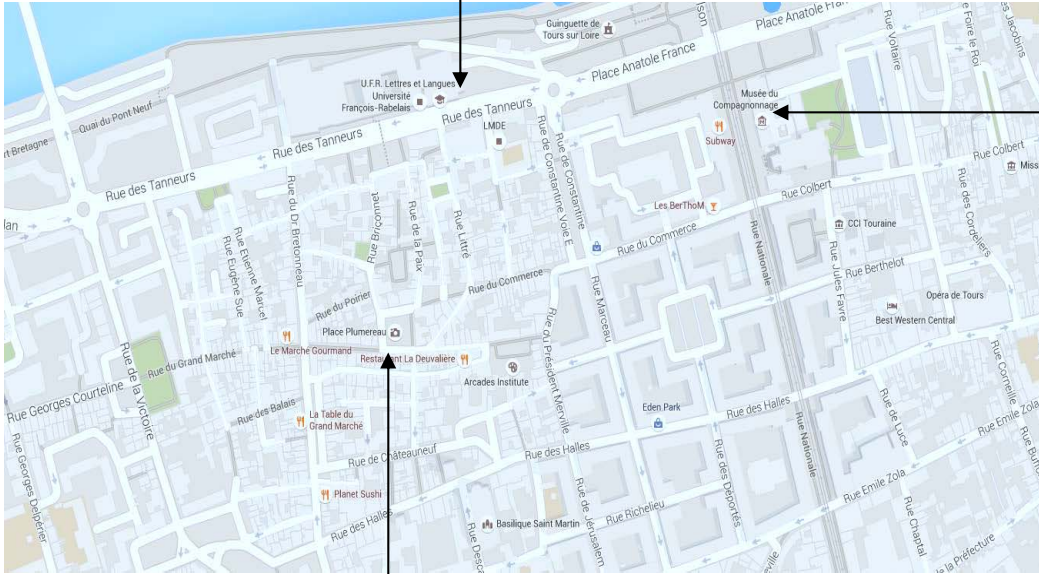 Guinguette de
Tours sur Loire
Place Anatole France
Place Anatole France
Rue Voltaire
Foire le Roi
Jacobins
U.F.R. Lettres et Langues
Université
François-Rabelais
Musée du
Compagnonnage
Quai du Pont Neuf
Bretagne
Rue des Tanneurs
Rue des Tanneurs
Rue des Tanneurs
LMDE
Subway
Rue Colbert
Rue Colbert
Rue de Constantine
Rue de Constantine Voie E
Rue du Dr Bretonneau
Rue Briçonnet
Rue de la Paix
Rue Littré
Les BerThoM
CCI Touraine
Rue des Cordeliers
Rue Etienne Marcel
Rue Eugène Sue
Rue du Commerce
Rue du Commerce
Rue Nationale
Rue Berthelot
Rue Jules Favre
Rue du Poirier
Rue Marceau
Opéra de Tours
Best Western Central
Place Plumereau
Le Marche Gourmand
Restaurant La Deuvalière
Rue du Grand Marché
Arcades Institute
Rue du Président Merville
Rue Georges Courteline
Rue de la Victoire
Rue des Balais
La Table du
Grand Marché
Eden Park
Rue des Halles
Rue Corneille
Rue Nationale
Rue de Luce
Rue Emile Zola
Rue Georges Delpérier
Rue de Châteauneuf
Rue des Halles
Rue des Déportés
Rue Emile Zola
Planet Sushi
Rue des Halles
Basilique Saint Martin
Rue de Jérusalem
Rue Richelieu
Rue Chaptal
de la Préfecture